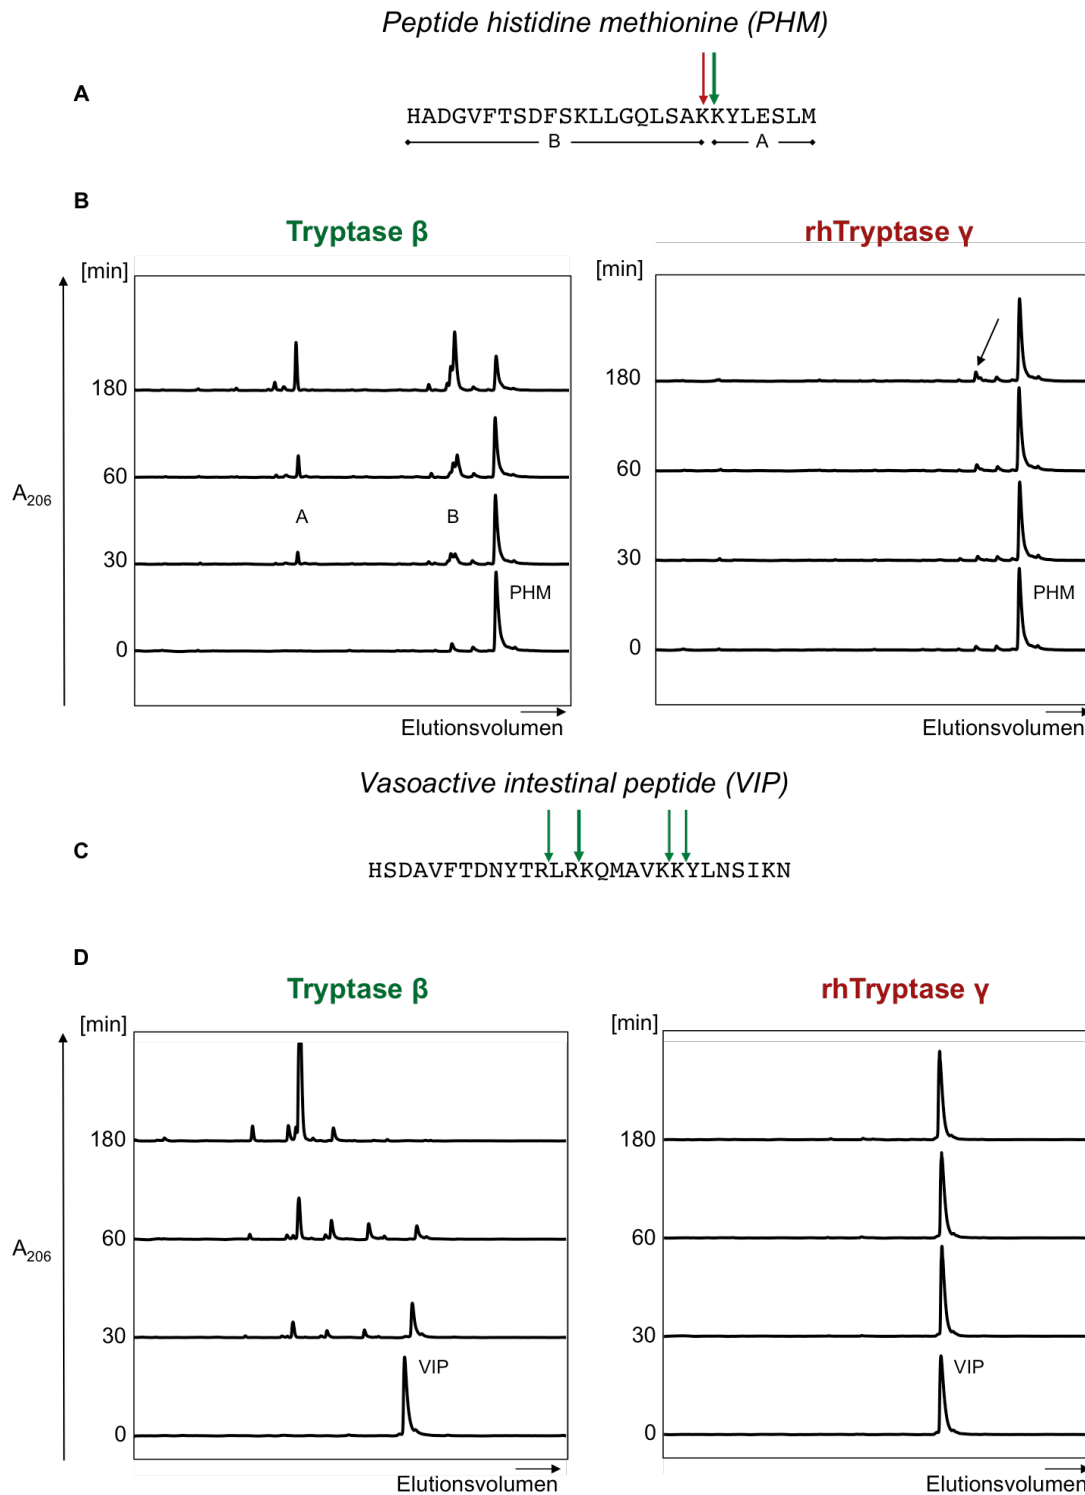 Peptide histidine methionine (PHM)
A
HADGVFTSDFSKLLGQLSAKKYLESLM
B A
B
Tryptase β rhTryptase γ
[min] [min]
180 180
60 60
A206
A B
30 30
PHM PHM
0 0
Elutionsvolumen Elutionsvolumen
Vasoactive intestinal peptide (VIP)
C
HSDAVFTDNYTRLRKQMAVKKYLNSIKN
D
Tryptase β rhTryptase γ
[min] [min]
180 180
60 60
A206
30 30
VIP VIP
0 0
Elutionsvolumen Elutionsvolumen